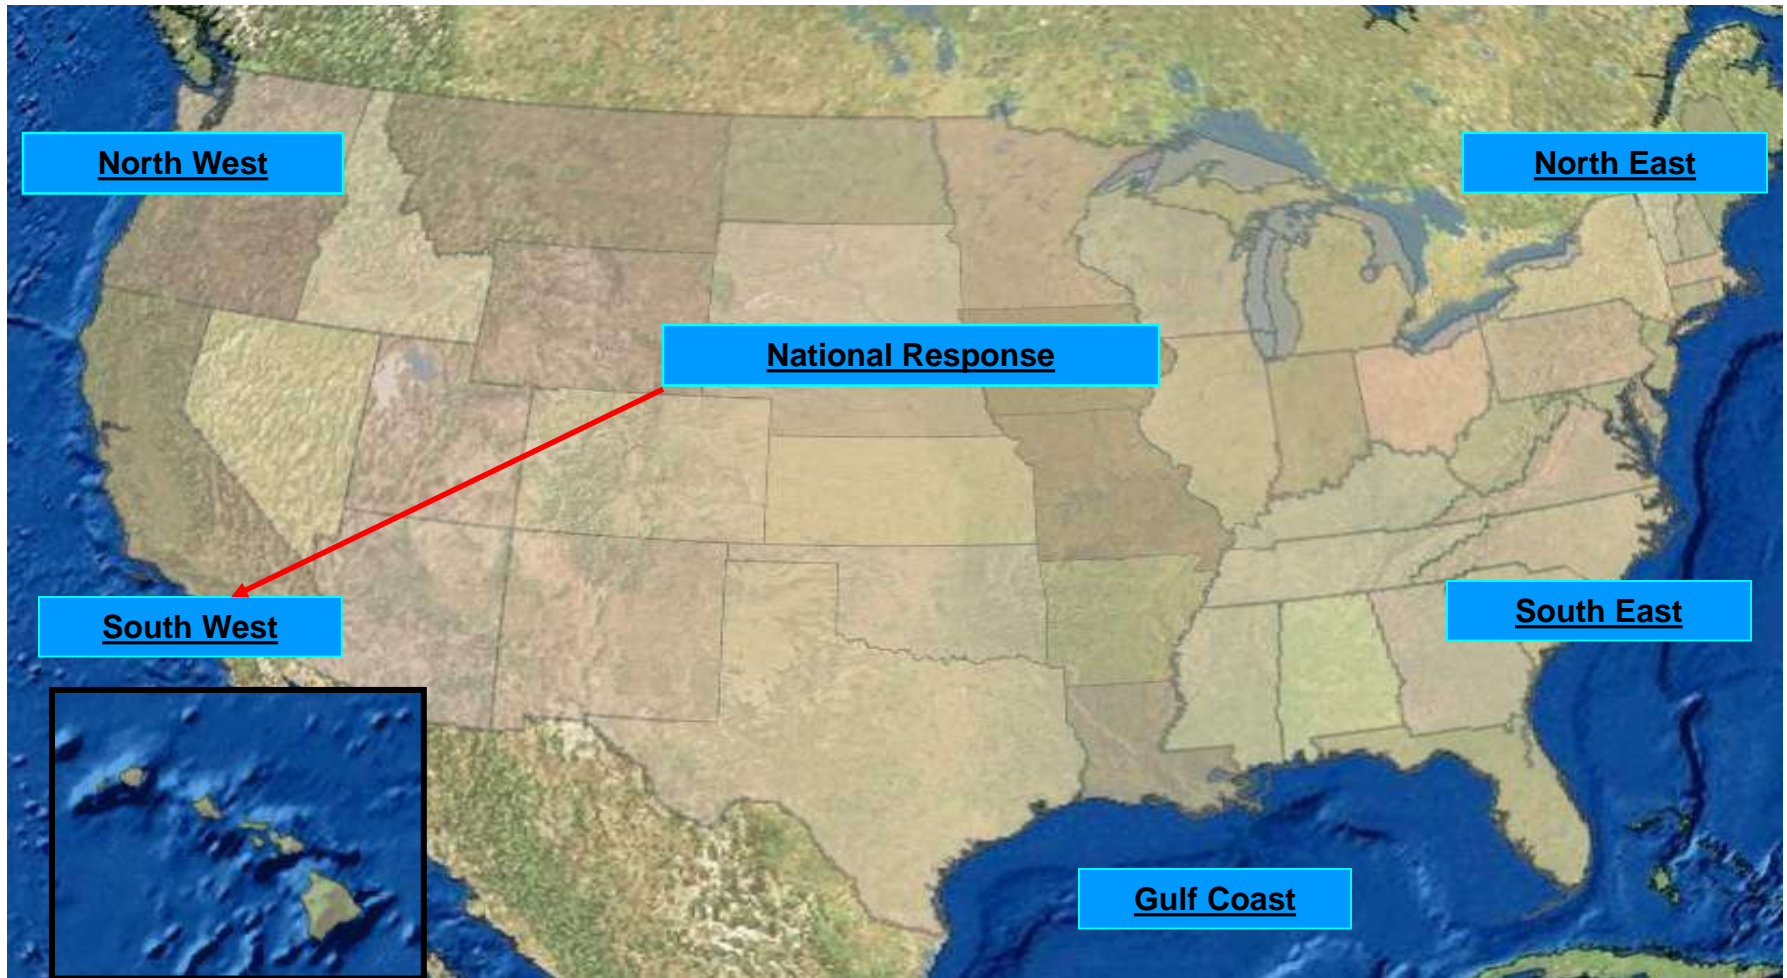 North West
North East
National Response
South West
South East
Gulf Coast